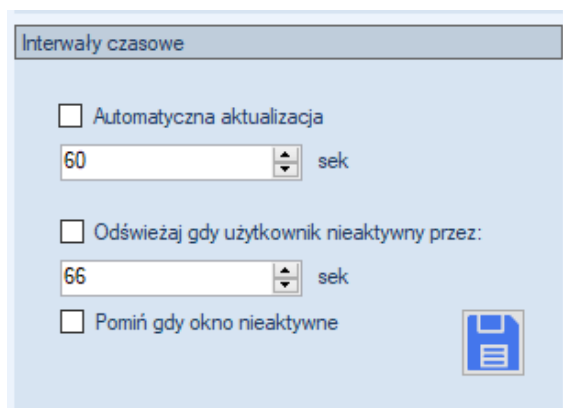 Interwały czasowe
Automatyczna aktualizacja
60 sek
Odświeżaj gdy użytkownik nieaktywny przez:
66 sek
Pomiń gdy okno nieaktywne